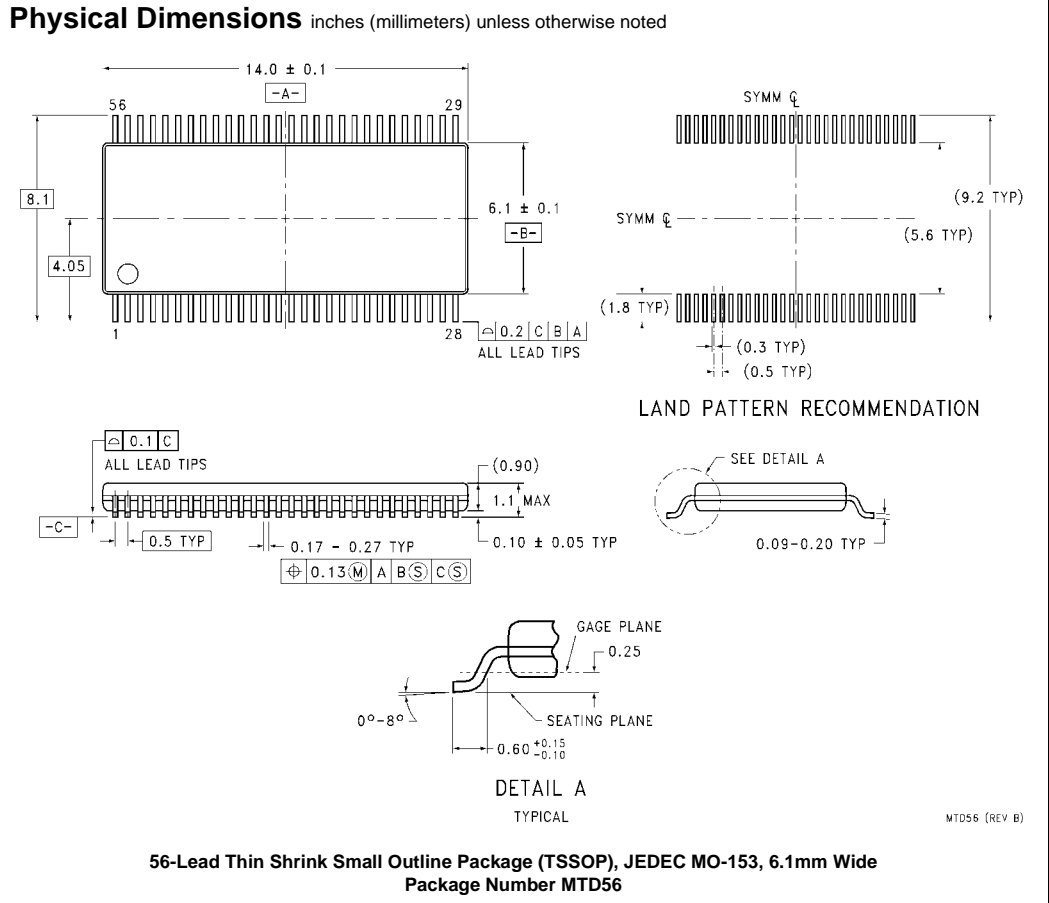 Physical Dimensions inches (millimeters) unless otherwise noted
14.0 ± 0.1
-A-
56
29
8.1
4.05
6.1 ± 0.1
-B-
1
28
⌓ 0.2 C B A
ALL LEAD TIPS
SYMM ℄
SYMM ℄
(9.2 TYP)
(5.6 TYP)
(1.8 TYP)
(0.3 TYP)
(0.5 TYP)
LAND PATTERN RECOMMENDATION
⌓ 0.1 C
ALL LEAD TIPS
-C-
0.5 TYP
0.17 - 0.27 TYP
⌖ 0.13 Ⓜ A B Ⓢ C Ⓢ
(0.90)
1.1 MAX
0.10 ± 0.05 TYP
SEE DETAIL A
0.09-0.20 TYP
GAGE PLANE
0.25
0°-8°
SEATING PLANE
0.60 +0.15 -0.10
DETAIL A
TYPICAL
MTD56 (REV B)
56-Lead Thin Shrink Small Outline Package (TSSOP), JEDEC MO-153, 6.1mm Wide
Package Number MTD56